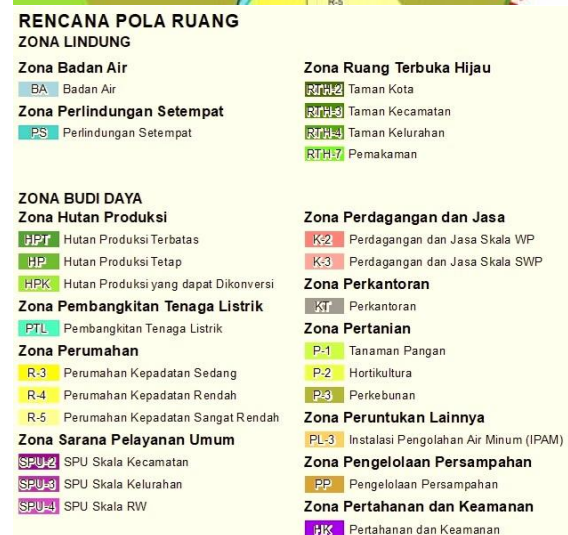 R-5
RENCANA POLA RUANG
ZONA LINDUNG
Zona Badan Air
BA Badan Air
Zona Perlindungan Setempat
PS Perlindungan Setempat
Zona Ruang Terbuka Hijau
RTH-2 Taman Kota
RTH-3 Taman Kecamatan
RTH-4 Taman Kelurahan
RTH-7 Pemakaman
ZONA BUDI DAYA
Zona Hutan Produksi
HPT Hutan Produksi Terbatas
HP Hutan Produksi Tetap
HPK Hutan Produksi yang dapat Dikonversi
Zona Pembangkitan Tenaga Listrik
PTL Pembangkitan Tenaga Listrik
Zona Perumahan
R-3 Perumahan Kepadatan Sedang
R-4 Perumahan Kepadatan Rendah
R-5 Perumahan Kepadatan Sangat Rendah
Zona Sarana Pelayanan Umum
SPU-2 SPU Skala Kecamatan
SPU-3 SPU Skala Kelurahan
SPU-4 SPU Skala RW
Zona Perdagangan dan Jasa
K-2 Perdagangan dan Jasa Skala WP
K-3 Perdagangan dan Jasa Skala SWP
Zona Perkantoran
KT Perkantoran
Zona Pertanian
P-1 Tanaman Pangan
P-2 Hortikultura
P-3 Perkebunan
Zona Peruntukan Lainnya
PL-3 Instalasi Pengolahan Air Minum (IPAM)
Zona Pengelolaan Persampahan
PP Pengelolaan Persampahan
Zona Pertahanan dan Keamanan
HK Pertahanan dan Keamanan